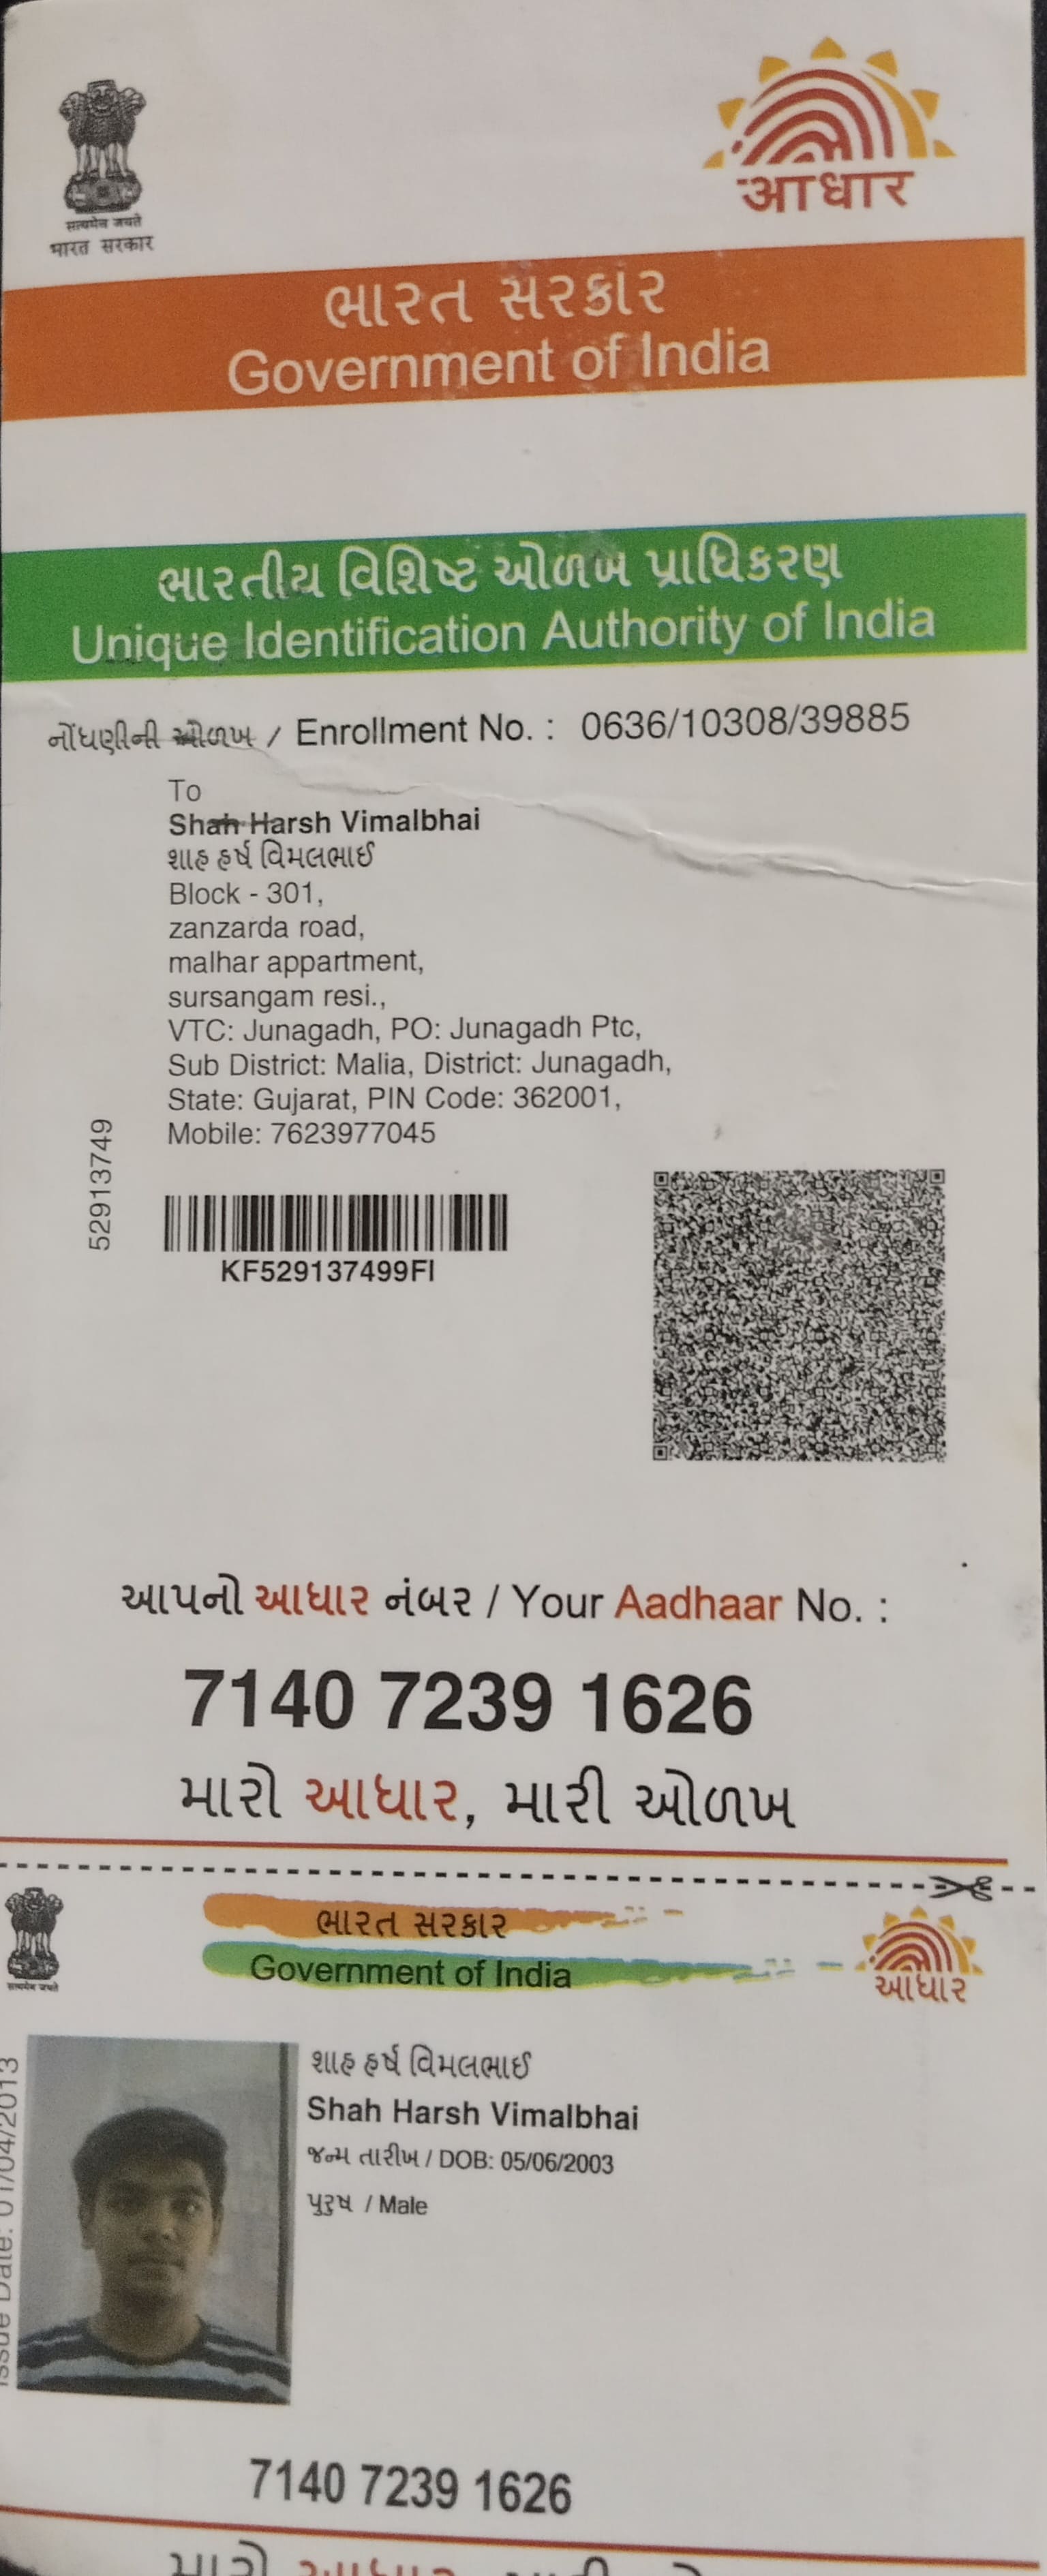 सत्यमेव जयते
भारत सरकार
आधार
ભારત સરકાર
Government of India
ભારતીય વિશિષ્ટ ઓળખ પ્રાધિકરણ
Unique Identification Authority of India
નોંધણીની ઓળખ / Enrollment No. : 0636/10308/39885
To
Shah Harsh Vimalbhai
શાહ હર્ષ વિમલભાઈ
Block - 301,
zanzarda road,
malhar appartment,
sursangam resi.,
VTC: Junagadh, PO: Junagadh Ptc,
Sub District: Malia, District: Junagadh,
State: Gujarat, PIN Code: 362001,
Mobile: 7623977045
52913749
KF529137499FI
આપનો આધાર નંબર / Your Aadhaar No. :
7140 7239 1626
મારો આધાર, મારી ઓળખ
सत्यमेव जयते
ભારત સરકાર
Government of India
આધાર
Issue Date: 01/04/2013
શાહ હર્ષ વિમલભાઈ
Shah Harsh Vimalbhai
જન્મ તારીખ / DOB: 05/06/2003
પુરુષ / Male
7140 7239 1626
મારો આધાર,